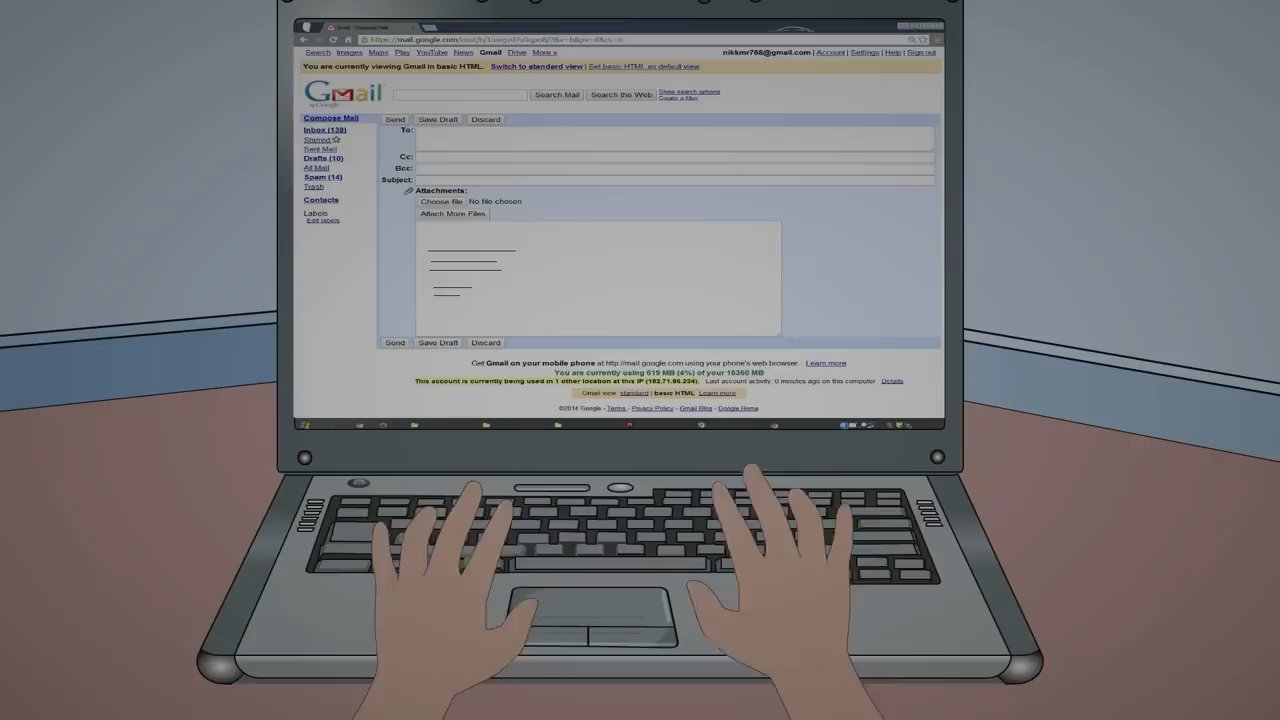 Search Images Maps Play YouTube News Gmail Drive More »
nikkmr768@gmail.com | Account | Settings | Help | Sign out
You are currently viewing Gmail in basic HTML. Switch to standard view | Set basic HTML as default view
Gmail
by Google
Search Mail Search the Web Show search options
Create a filter
Compose Mail
Inbox (138)
Starred
Sent Mail
Drafts (10)
All Mail
Spam (14)
Trash
Contacts
Labels
Edit labels
Send Save Draft Discard
To:
Cc:
Bcc:
Subject:
Attachments:
Choose file No file chosen
Attach More Files
Send Save Draft Discard
Get Gmail on your mobile phone at http://mail.google.com using your phone's web browser. Learn more
You are currently using 619 MB (4%) of your 15360 MB
This account is currently being used in 1 other location at this IP (182.71.86.234). Last account activity: 0 minutes ago on this computer. Details
Gmail view: standard | basic HTML Learn more
©2014 Google - Terms - Privacy Policy - Gmail Blog - Google Home